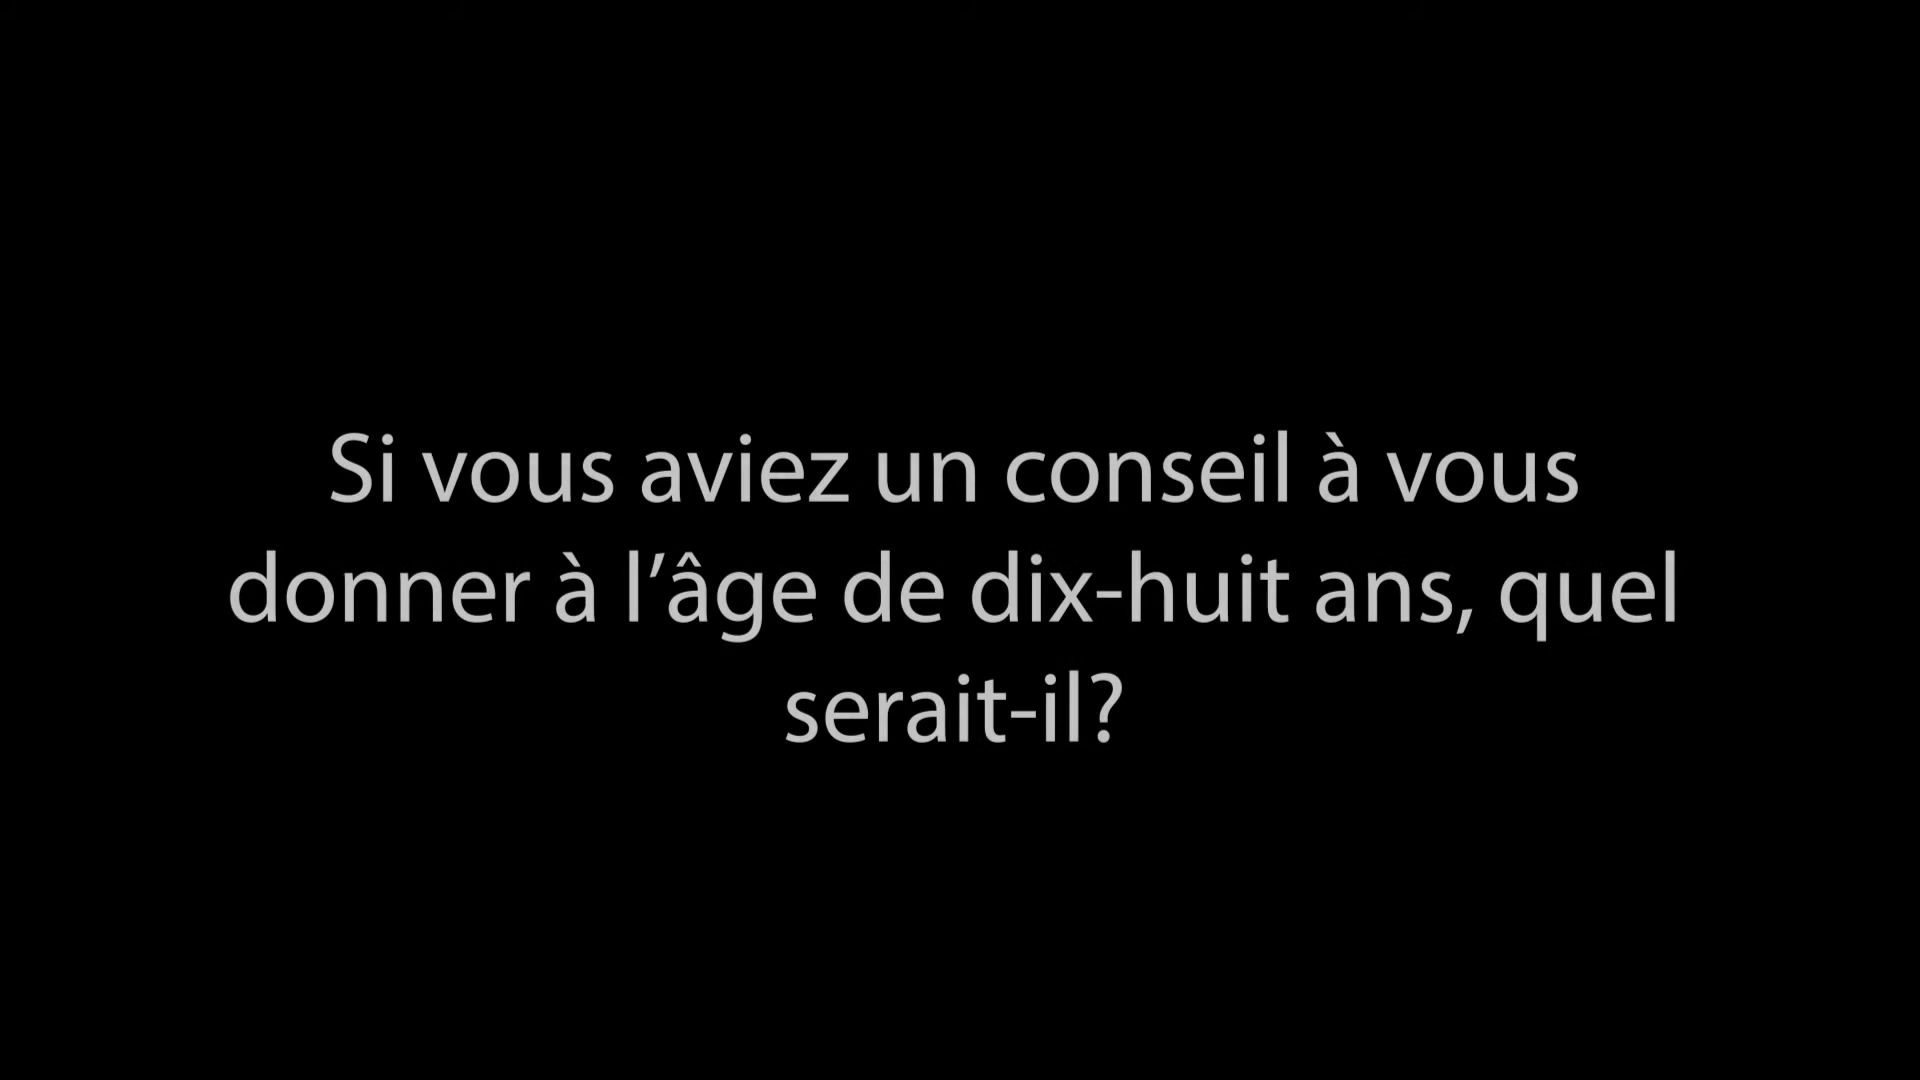 Si vous aviez un conseil à vous
donner à l’âge de dix-huit ans, quel
serait-il?